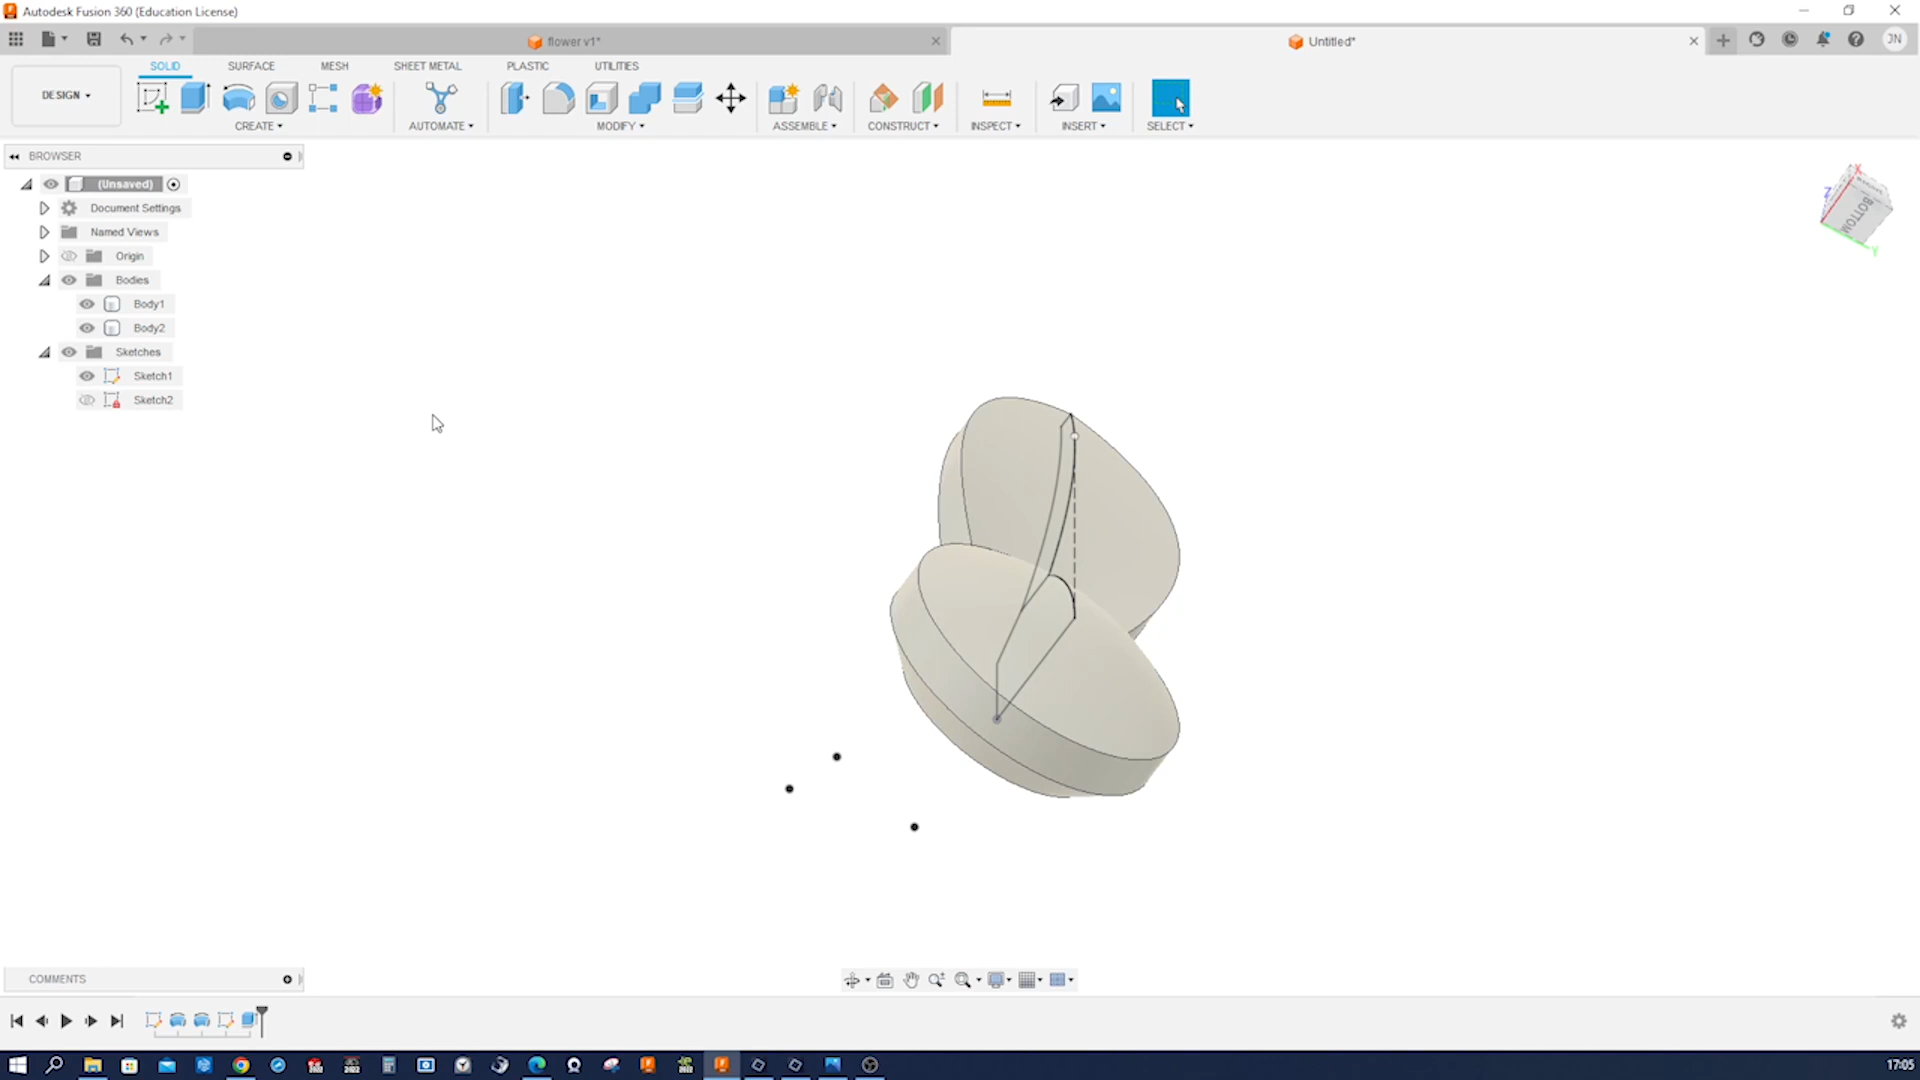 Autodesk Fusion 360 (Education License)
flower v1*
Untitled*
JN
SOLID
SURFACE
MESH
SHEET METAL
PLASTIC
UTILITIES
DESIGN
CREATE
AUTOMATE
MODIFY
ASSEMBLE
CONSTRUCT
INSPECT
INSERT
SELECT
BROWSER
(Unsaved)
Document Settings
Named Views
Origin
Bodies
Body1
Body2
Sketches
Sketch1
Sketch2
X
Z
BOTTOM
Y
COMMENTS
17:05